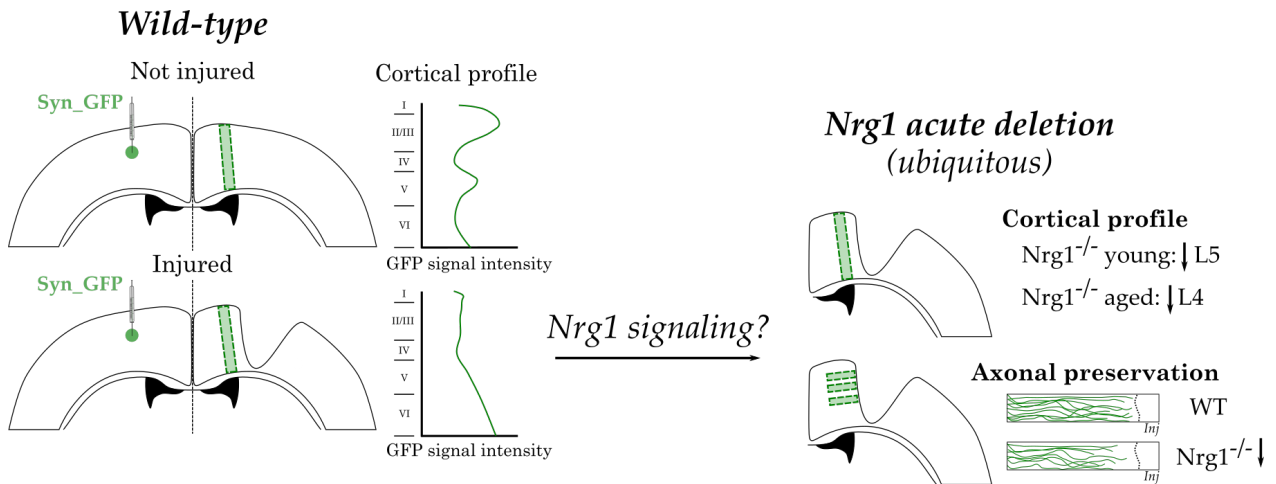 Wild-type
Not injured
Syn_GFP
Cortical profile
I
II/III
IV
V
VI
GFP signal intensity
Injured
Syn_GFP
I
II/III
IV
V
VI
GFP signal intensity
Nrg1 signaling?
Nrg1 acute deletion
(ubiquitous)
Cortical profile
Nrg1-/- young: ↓ L5
Nrg1-/- aged: ↓ L4
Axonal preservation
WT
Inj
Nrg1-/- ↓
Inj